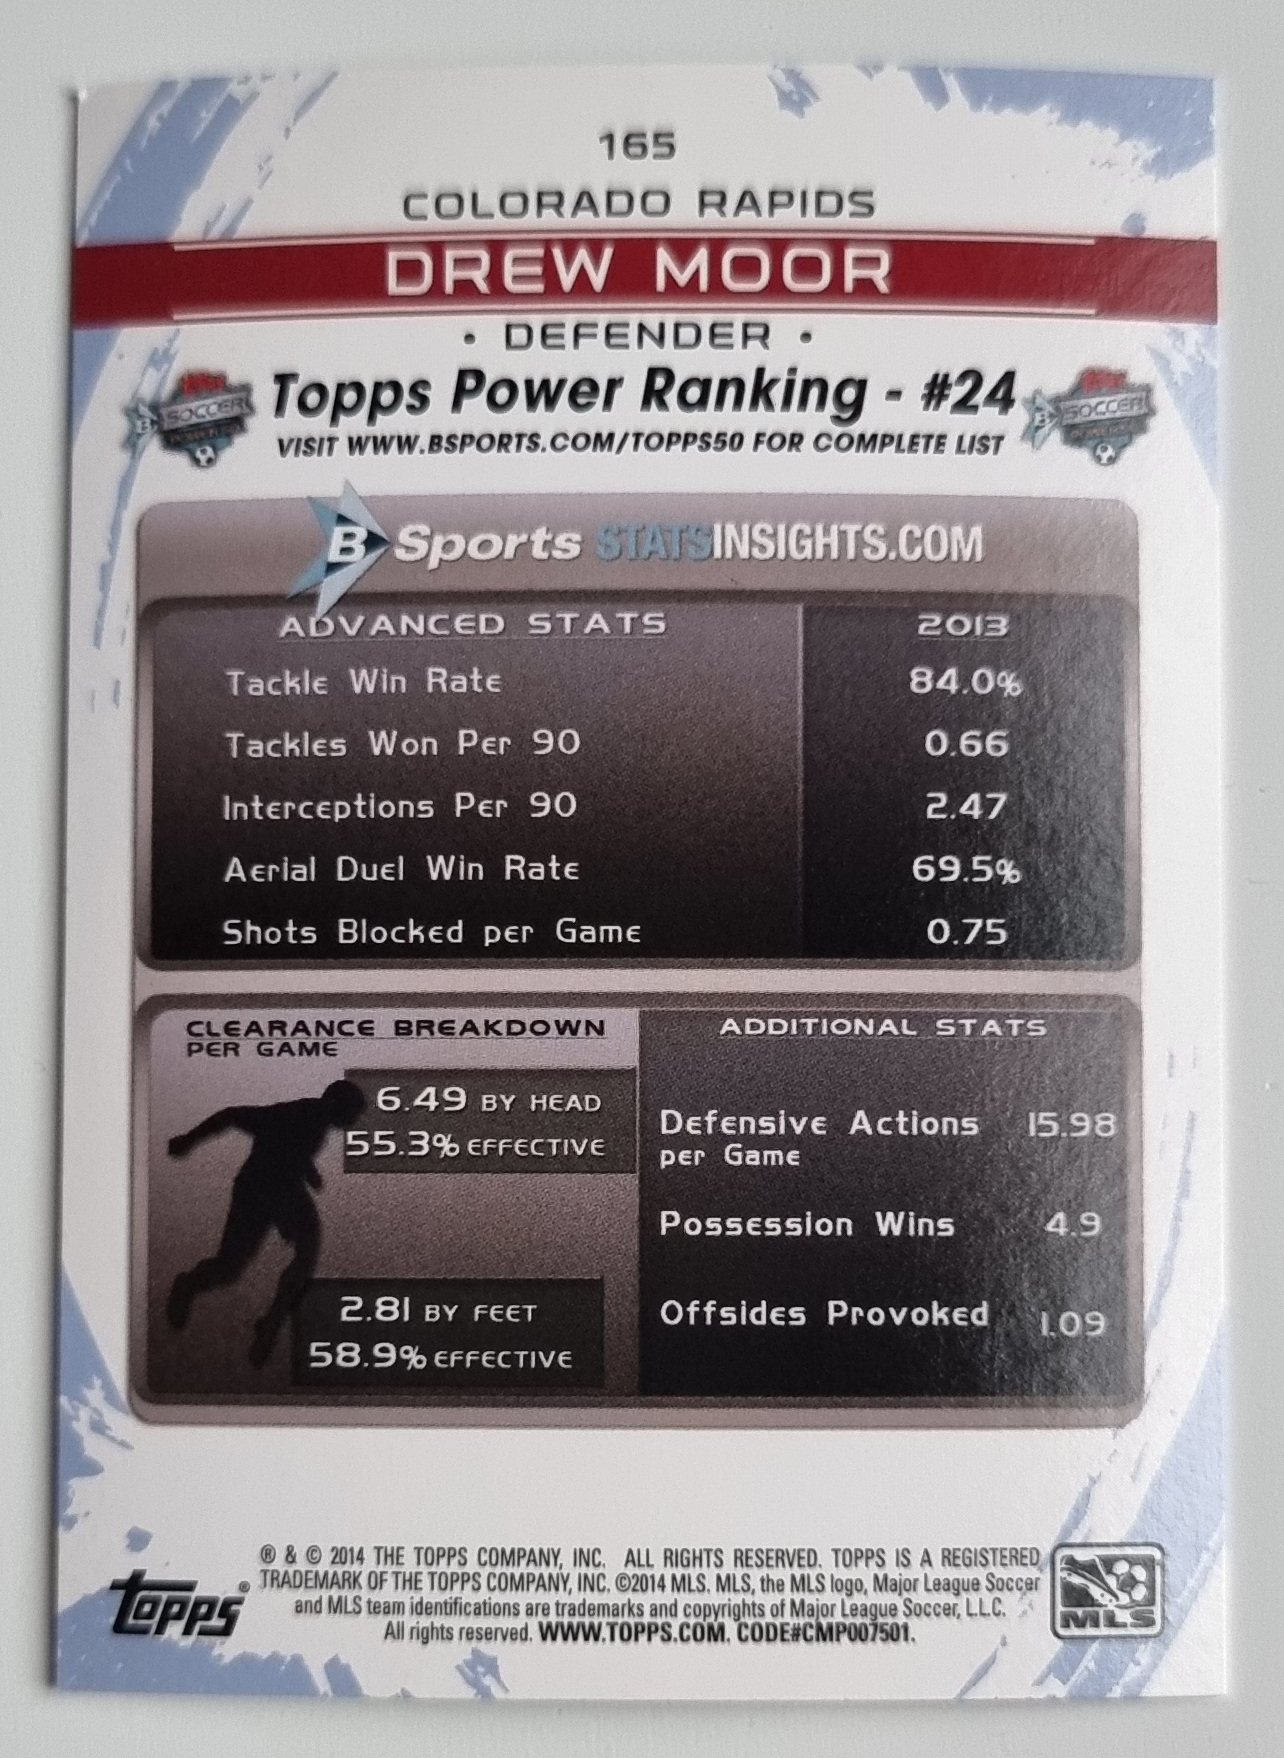 165
COLORADO RAPIDS
DREW MOOR
• DEFENDER •
Topps Power Ranking - #24
VISIT WWW.BSPORTS.COM/TOPPS50 FOR COMPLETE LIST
SOCCER
SOCCER
B Sports STATSINSIGHTS.COM
ADVANCED STATS 2013
Tackle Win Rate 84.0%
Tackles Won Per 90 0.66
Interceptions Per 90 2.47
Aerial Duel Win Rate 69.5%
Shots Blocked per Game 0.75
CLEARANCE BREAKDOWN
PER GAME
6.49 BY HEAD
55.3% EFFECTIVE
2.81 BY FEET
58.9% EFFECTIVE
ADDITIONAL STATS
Defensive Actions 15.98
per Game
Possession Wins 4.9
Offsides Provoked 1.09
® & © 2014 THE TOPPS COMPANY, INC. ALL RIGHTS RESERVED. TOPPS IS A REGISTERED
TRADEMARK OF THE TOPPS COMPANY, INC. ©2014 MLS. MLS, the MLS logo, Major League Soccer
and MLS team identifications are trademarks and copyrights of Major League Soccer, L.L.C.
All rights reserved. WWW.TOPPS.COM. CODE#CMP007501.
topps®
MLS